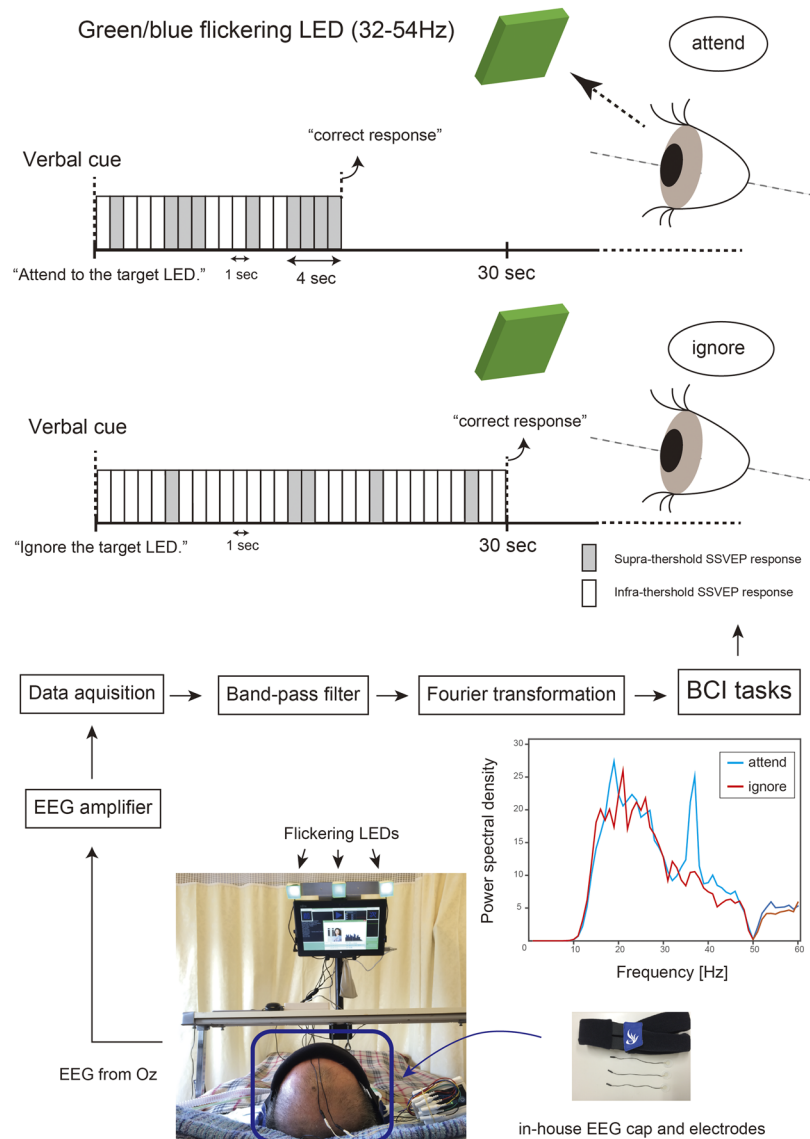 Green/blue flickering LED (32-54Hz)
attend
“correct response”
Verbal cue
“Attend to the target LED.”
1 sec
4 sec
30 sec
ignore
“correct response”
Verbal cue
“Ignore the target LED.”
1 sec
30 sec
Supra-thershold SSVEP response
Infra-thershold SSVEP response
Data aquisition
Band-pass filter
Fourier transformation
BCI tasks
EEG amplifier
Flickering LEDs
EEG from Oz
Power spectral density
30
25
20
15
10
5
attend
ignore
0 10 20 30 40 50 60
Frequency [Hz]
in-house EEG cap and electrodes